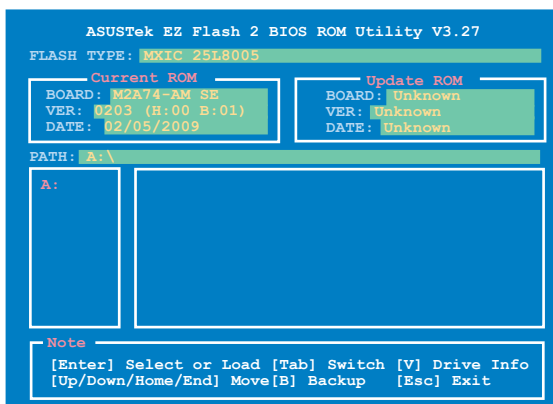 ASUSTek EZ Flash 2 BIOS ROM Utility V3.27
FLASH TYPE: MXIC 25L8005
Current ROM
BOARD: M2A74-AM SE
VER: 0203 (H:00 B:01)
DATE: 02/05/2009
Update ROM
BOARD: Unknown
VER: Unknown
DATE: Unknown
PATH: A:\
A:
Note
[Enter] Select or Load [Tab] Switch [V] Drive Info
[Up/Down/Home/End] Move[B] Backup [Esc] Exit